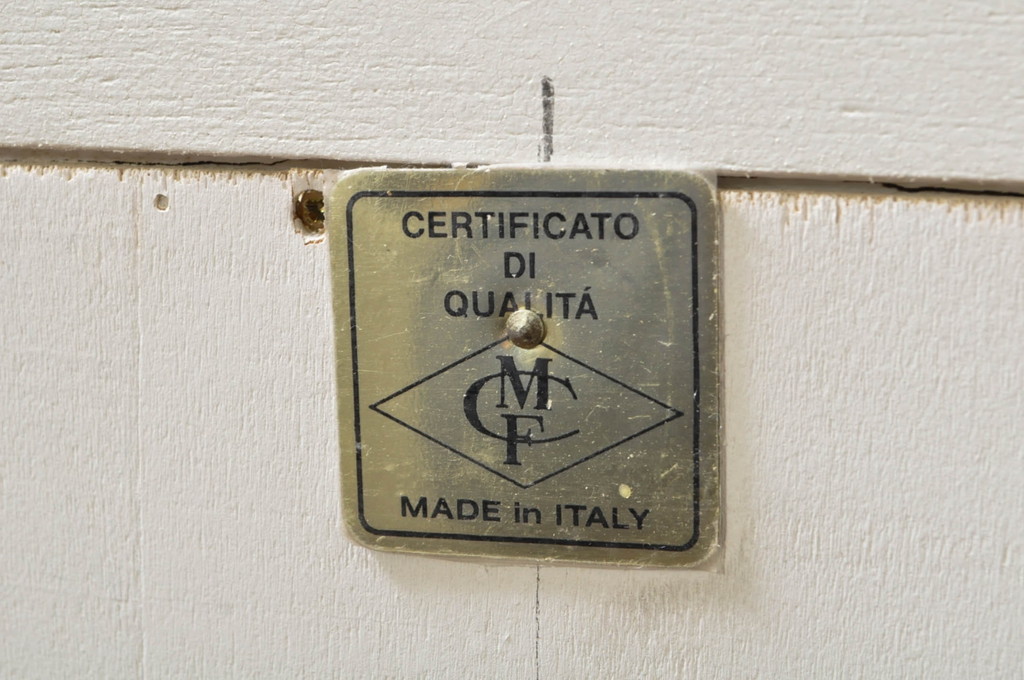 CERTIFICATO
DI
QUALITÁ
CMF
MADE in ITALY